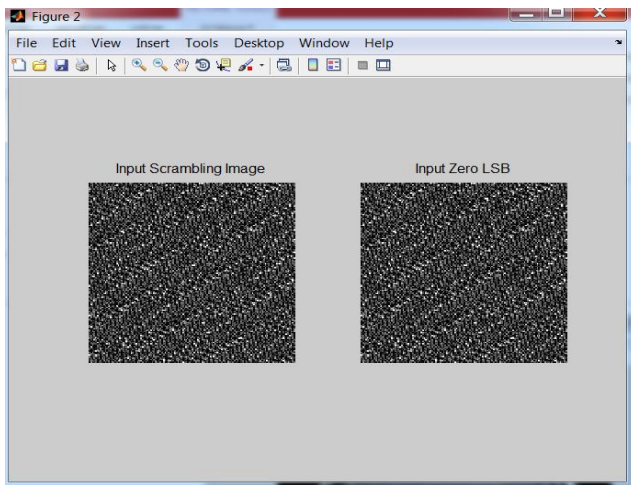 Figure 2
File Edit View Insert Tools Desktop Window Help
Input Scrambling Image
Input Zero LSB